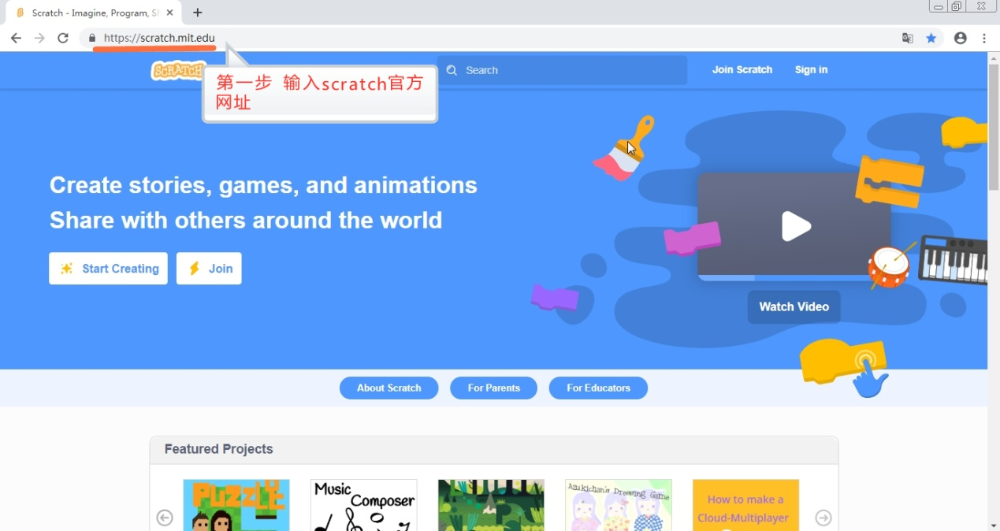 Scratch - Imagine, Program, S
https://scratch.mit.edu
SCRATCH
第一步 输入scratch官方
网址
Search
Join Scratch
Sign in
Create stories, games, and animations
Share with others around the world
Start Creating
Join
Watch Video
About Scratch
For Parents
For Educators
Featured Projects
Music
Composer
Azukichan's Dressing Game
How to make a
Cloud-Multiplayer